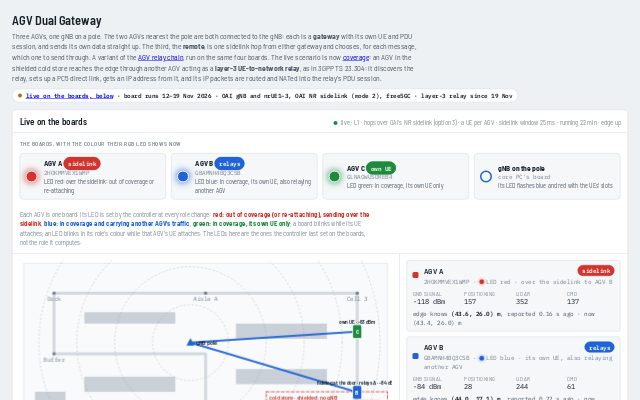 AGV Dual Gateway
Three AGVs, one gNB on a pole. The two AGVs nearest the pole are both connected to the gNB: each is a gateway with its own UE and PDU
session, and sends its own data straight up. The third, the remote, is one sidelink hop from either gateway and chooses, for each message,
which one to send through. A variant of the AGV relay chain, run on the same four boards. The live scenario is now coverage: an AGV in the
shielded cold store reaches the edge through another AGV acting as a layer-3 UE-to-network relay, as in 3GPP TS 23.304: it discovers the
relay, sets up a PC5 direct link, gets an IP address from it, and its IP packets are routed and NATed into the relay's PDU session.
live on the boards, below · board runs 12-19 Nov 2026 · OAI gNB and nrUE1-3, OAI NR sidelink (mode 2), free5GC · layer-3 relay since 19 Nov
Live on the boards
live · L1 · hops over OAI's NR sidelink (option 3) · a UE per AGV · sidelink window 25 ms · running 22 min · edge up
THE BOARDS, WITH THE COLOUR THEIR RGB LED SHOWS NOW
AGV A sidelink
LED red: over the sidelink: out of coverage or
re-attaching
AGV B relays
LED blue: in coverage, its own UE, also relaying
another AGV
AGV C own UE
LED green: in coverage, its own UE only
gNB on the pole
core PC's board
Its LED flashes blue and red with the UEs' slots
Each AGV is one board. Its LED is set by the controller at every role change: red: out of coverage (or re-attaching), sending over the
sidelink, blue: in coverage and carrying another AGV's traffic, green: in coverage, its own UE only; a board blinks while its UE
attaches; an LED blinks in its role's colour while that AGV's UE attaches. The LEDs here are the ones the controller last set on the boards,
not the role it computes.
Dock
Aisle A
Cell 3
own UE · -83 dBm
C
gNB pole
Buffer
B
cold store · shielded: no gNB
AGV A
sidelink
LED red · over the sidelink to AGV B
GNB SIGNAL
POSITIONING
UDARK
CMD
-118 dBm
157
352
137
edge knows (43.6, 26.0) m, reported 0.16 s ago · now
(43.4, 26.0) m
AGV B
relays
LED blue · its own UE, also relaying
another AGV
GNB SIGNAL
POSITIONING
CMD
-84 dBm
28
244
61